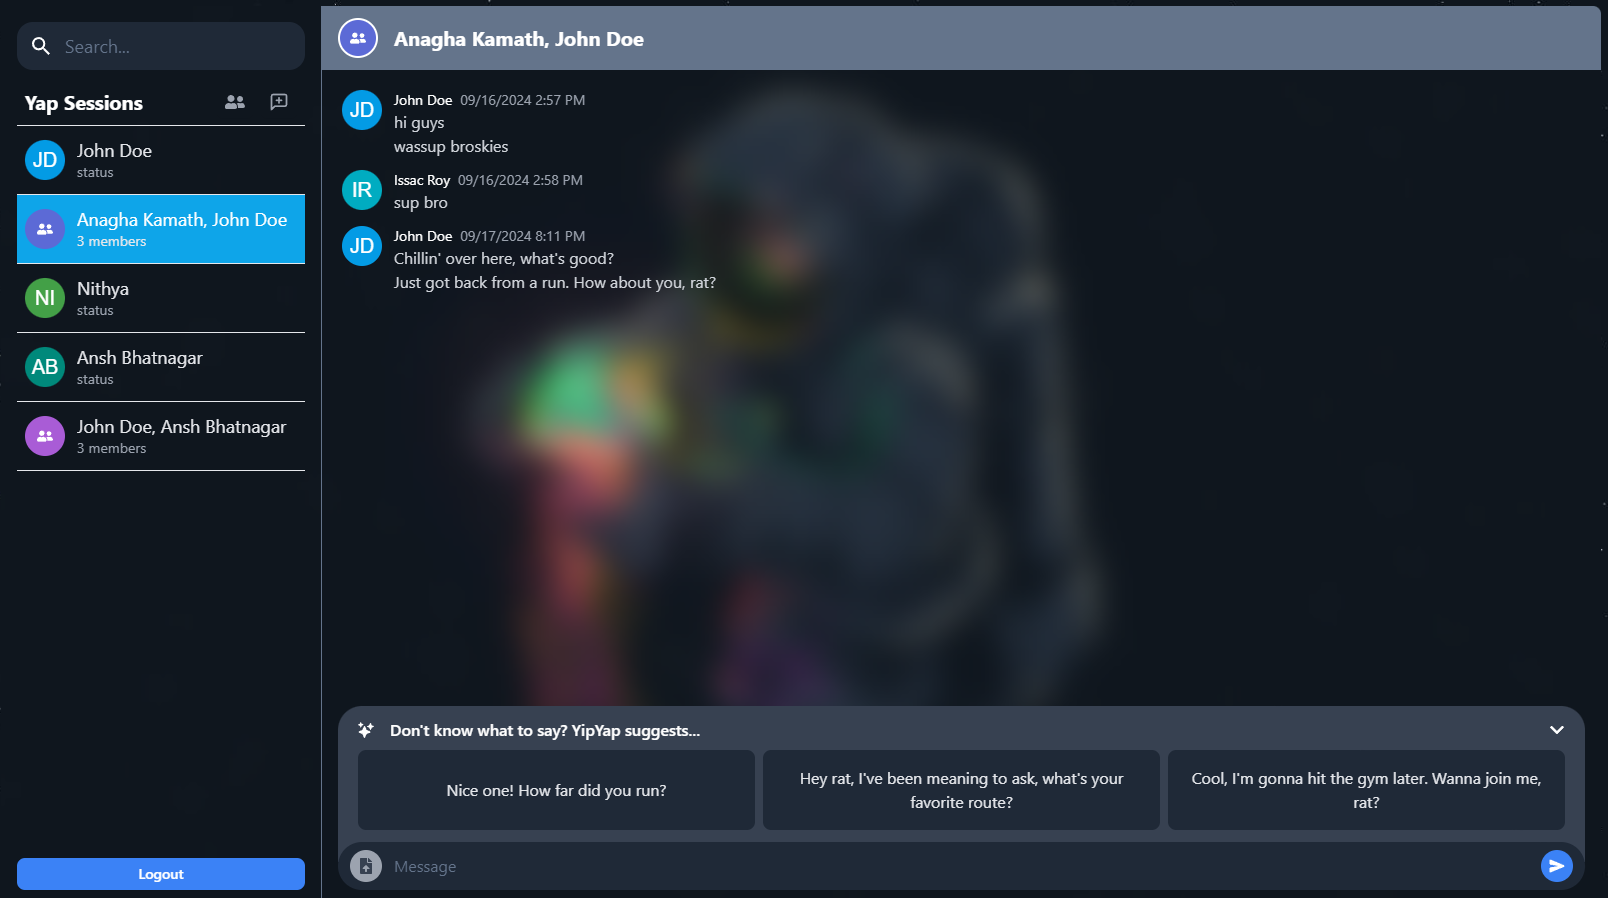 Search...
Yap Sessions
JD
John Doe
status
Anagha Kamath, John Doe
3 members
NI
Nithya
status
AB
Ansh Bhatnagar
status
John Doe, Ansh Bhatnagar
3 members
Logout
Anagha Kamath, John Doe
JD
John Doe 09/16/2024 2:57 PM
hi guys
wassup broskies
IR
Issac Roy 09/16/2024 2:58 PM
sup bro
JD
John Doe 09/17/2024 8:11 PM
Chillin' over here, what's good?
Just got back from a run. How about you, rat?
Don't know what to say? YipYap suggests...
Nice one! How far did you run?
Hey rat, I've been meaning to ask, what's your
favorite route?
Cool, I'm gonna hit the gym later. Wanna join me,
rat?
Message